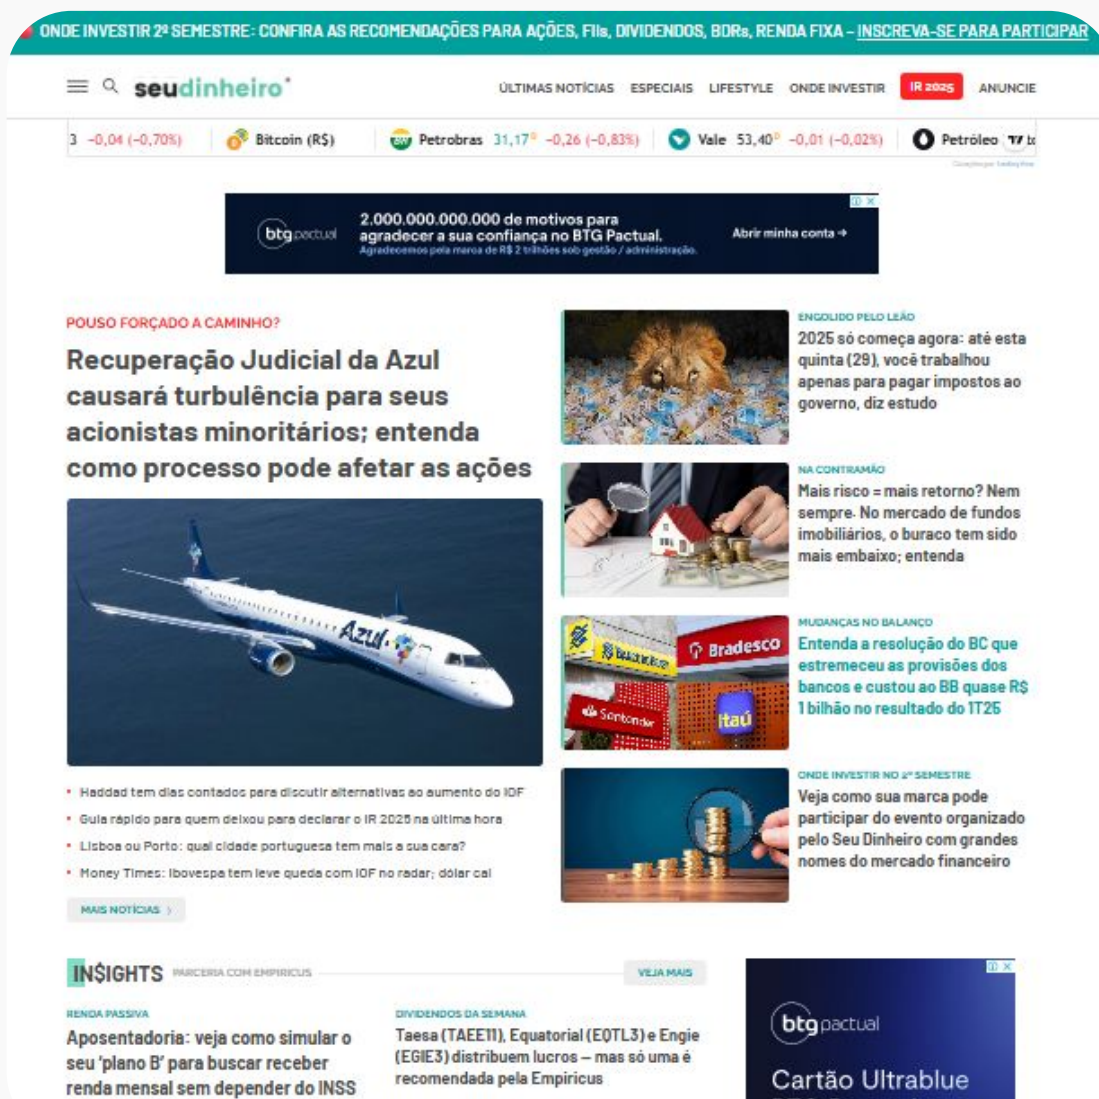 ONDE INVESTIR 2º SEMESTRE: CONFIRA AS RECOMENDAÇÕES PARA AÇÕES, FIIs, DIVIDENDOS, BDRs, RENDA FIXA – INSCREVA-SE PARA PARTICIPAR
seudinheiro
ÚLTIMAS NOTÍCIAS ESPECIAIS LIFESTYLE ONDE INVESTIR IR 2025 ANUNCIE
3 −0,04 (−0,70%) Bitcoin (R$) Petrobras 31,17 D −0,26 (−0,83%) Vale 53,40 D −0,01 (−0,02%) Petróleo
btg pactual
2.000.000.000.000 de motivos para
agradecer a sua confiança no BTG Pactual.
Agradecemos pela marca de R$ 2 trilhões sob gestão / administração.
Abrir minha conta →
POUSO FORÇADO A CAMINHO?
Recuperação Judicial da Azul
causará turbulência para seus
acionistas minoritários; entenda
como processo pode afetar as ações
Azul
Haddad tem dias contados para discutir alternativas ao aumento do IOF
Guia rápido para quem deixou para declarar o IR 2025 na última hora
Lisboa ou Porto: qual cidade portuguesa tem mais a sua cara?
Money Times: Ibovespa tem leve queda com IOF no radar; dólar cai
MAIS NOTÍCIAS
ENGOLIDO PELO LEÃO
2025 só começa agora: até esta
quinta (29), você trabalhou
apenas para pagar impostos ao
governo, diz estudo
NA CONTRAMÃO
Mais risco = mais retorno? Nem
sempre. No mercado de fundos
imobiliários, o buraco tem sido
mais embaixo; entenda
Bradesco
Santander
itaú
MUDANÇAS NO BALANÇO
Entenda a resolução do BC que
estremeceu as provisões dos
bancos e custou ao BB quase R$
1 bilhão no resultado do 1T25
ONDE INVESTIR NO 2º SEMESTRE
Veja como sua marca pode
participar do evento organizado
pelo Seu Dinheiro com grandes
nomes do mercado financeiro
IN$IGHTS PARCERIA COM EMPIRICUS
VEJA MAIS
RENDA PASSIVA
Aposentadoria: veja como simular o
seu 'plano B' para buscar receber
renda mensal sem depender do INSS
DIVIDENDOS DA SEMANA
Taesa (TAEE11), Equatorial (EQTL3) e Engie
(EGIE3) distribuem lucros – mas só uma é
recomendada pela Empiricus
btg pactual
Cartão Ultrablue